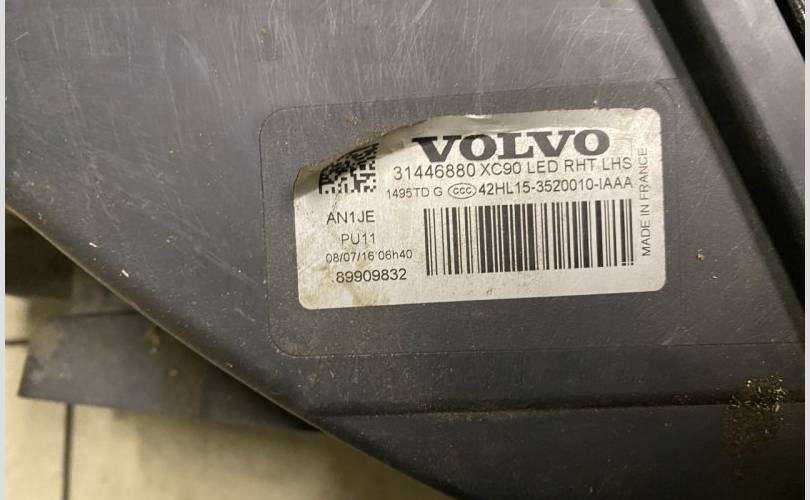 VOLVO
31446880 XC90 LED RHT LHS
1495TD G CCC 42HL15-3520010-IAAA
AN1JE
PU11
08/07/16 06h40
89909832
MADE IN FRANCE